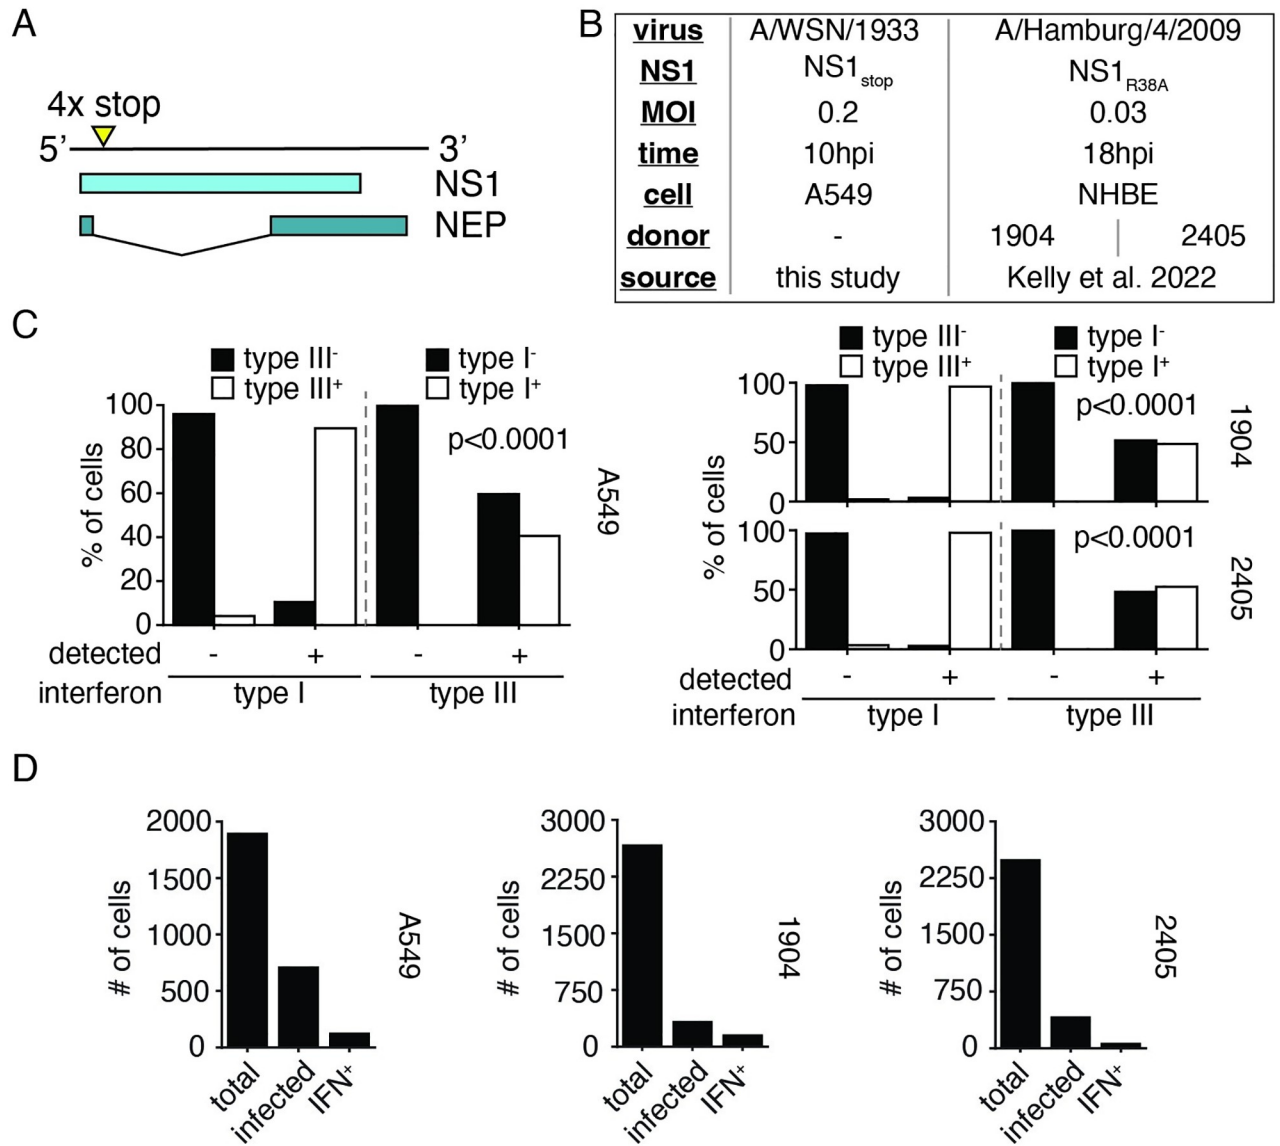 A
4x stop
5’ 3’
NS1
NEP
B
virus A/WSN/1933 A/Hamburg/4/2009
NS1 NS1stop NS1R38A
MOI 0.2 0.03
time 10hpi 18hpi
cell A549 NHBE
donor - 1904 2405
source this study Kelly et al. 2022
C
type III- type I-
type III+ type I+
100
80
60
40
20
0
% of cells
p<0.0001
A549
detected - + - +
interferon type I type III
type III- type I-
type III+ type I+
100
50
0
p<0.0001
1904
% of cells
100
50
0
p<0.0001
2405
detected - + - +
interferon type I type III
D
2000
1500
1000
500
0
# of cells
A549
total infected IFN+
3000
2250
1500
750
0
# of cells
1904
total infected IFN+
3000
2250
1500
750
0
# of cells
2405
total infected IFN+